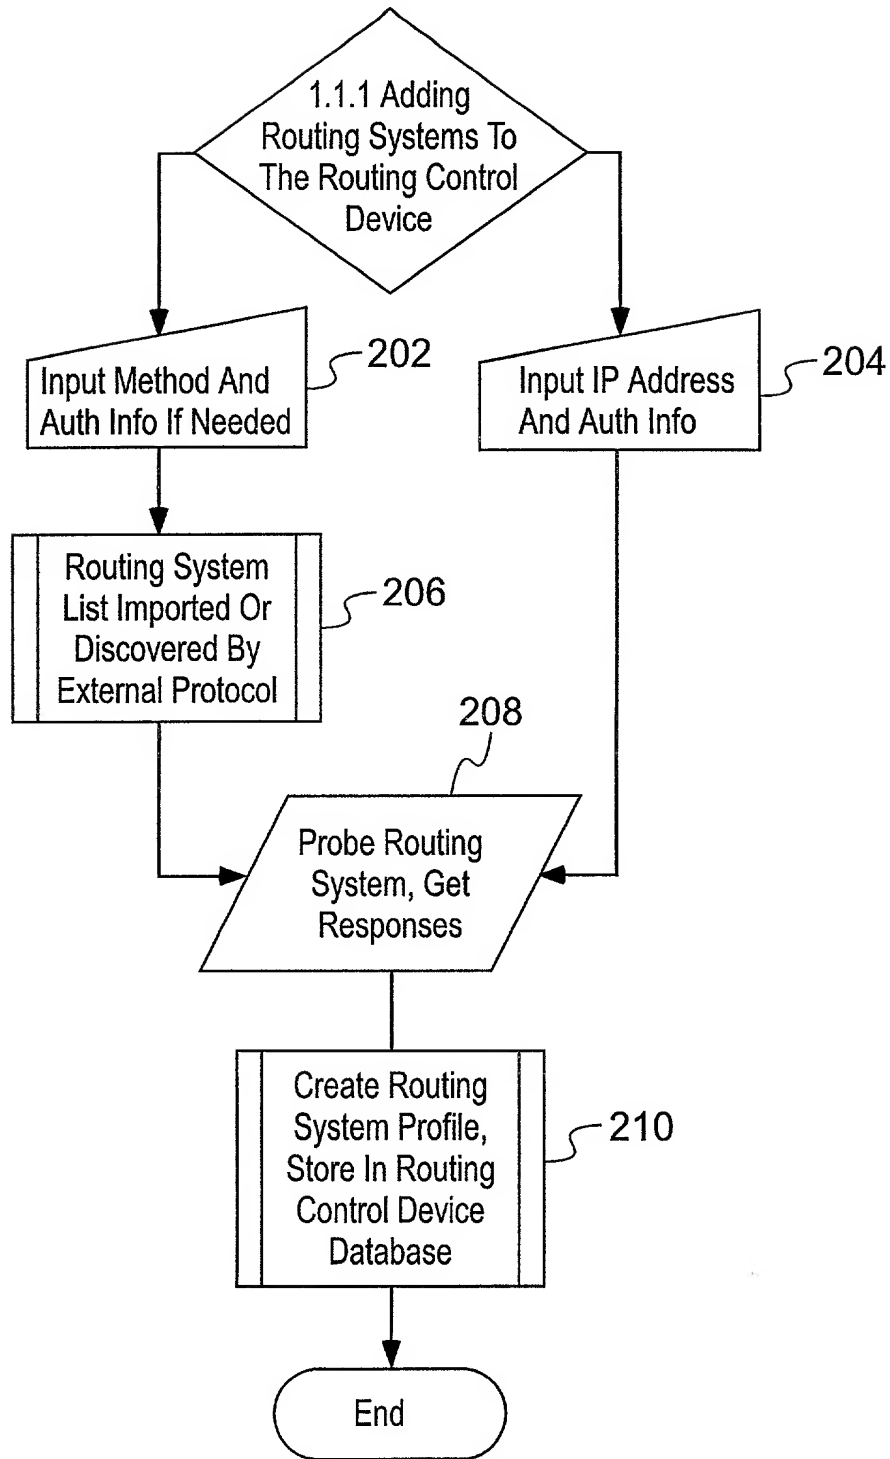 1.1.1 Adding
Routing Systems To
The Routing Control
Device
202
Input Method And
Auth Info If Needed
204
Input IP Address
And Auth Info
Routing System
List Imported Or
Discovered By
External Protocol
206
208
Probe Routing
System, Get
Responses
Create Routing
System Profile,
Store In Routing
Control Device
Database
210
End